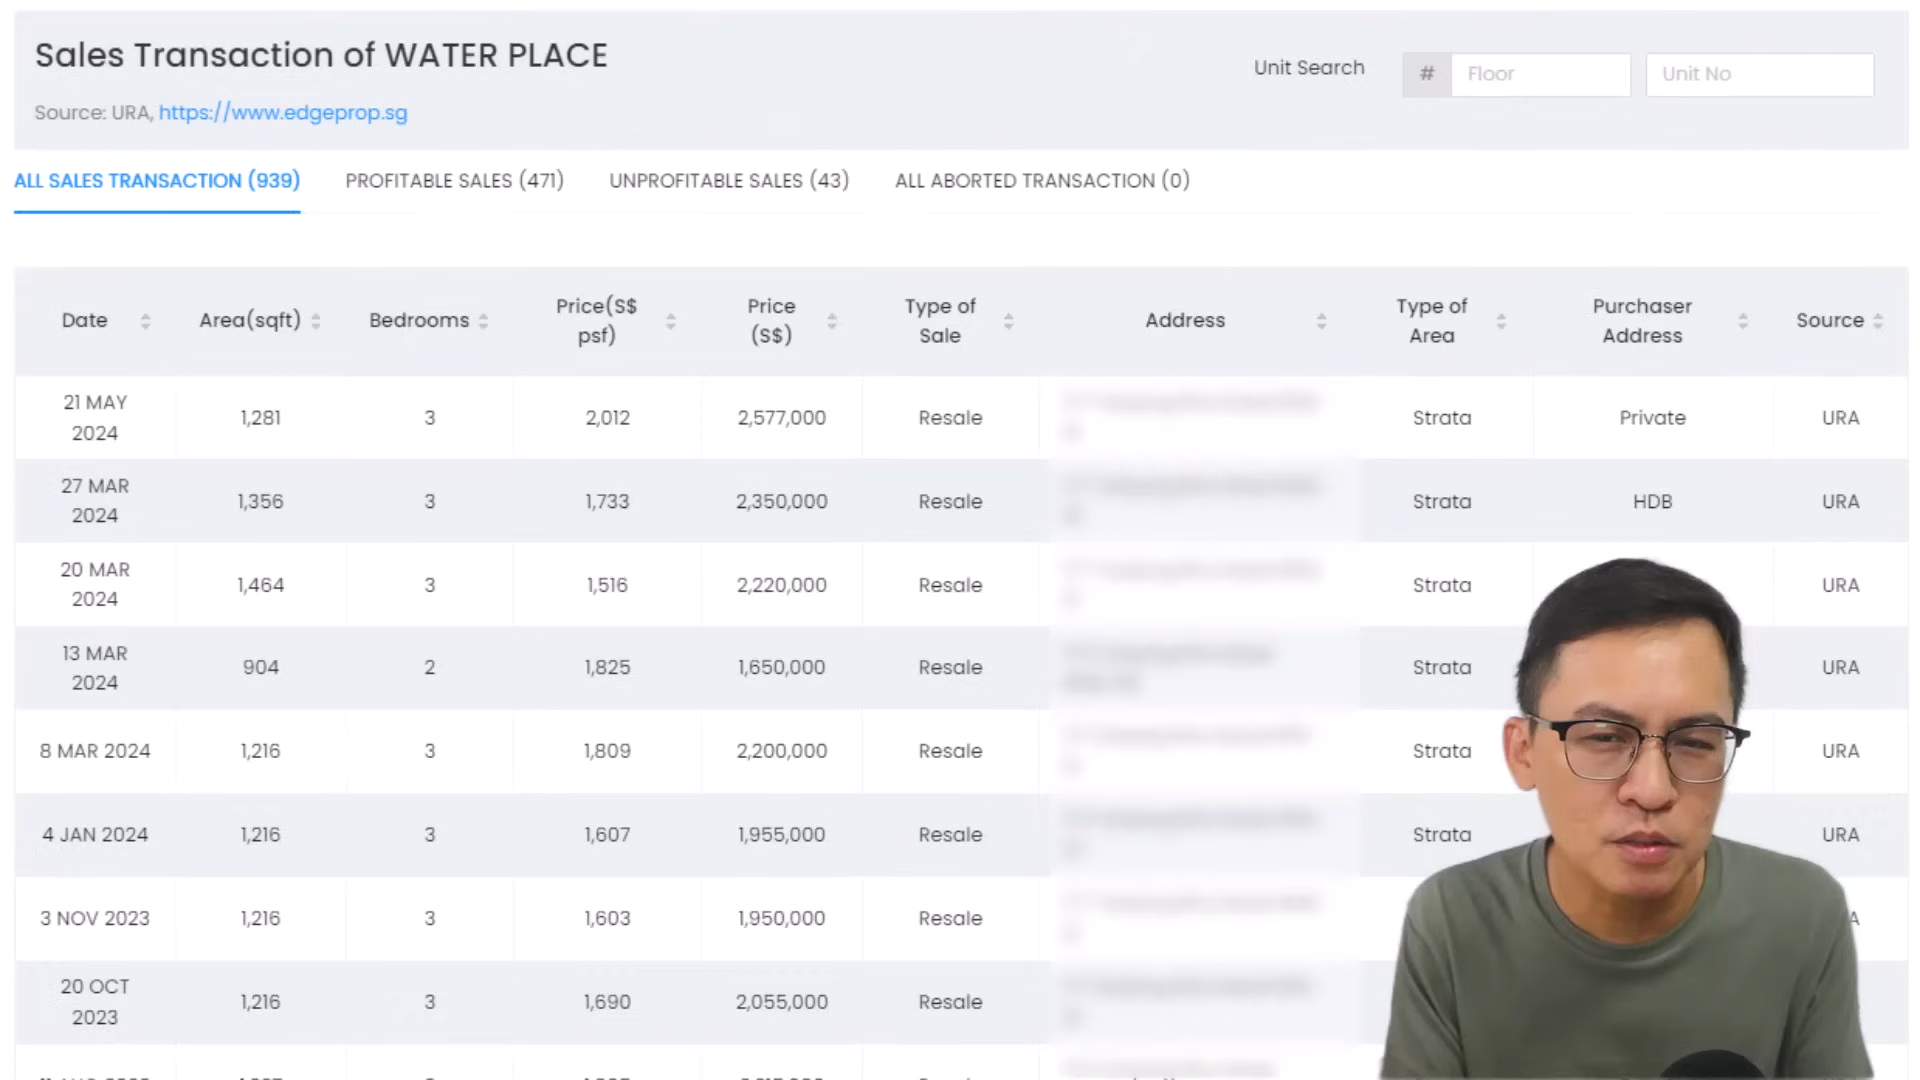 Sales Transaction of WATER PLACE
Unit Search # Floor Unit No
Source: URA, https://www.edgeprop.sg
ALL SALES TRANSACTION (939) PROFITABLE SALES (471) UNPROFITABLE SALES (43) ALL ABORTED TRANSACTION (0)
Date Area(sqft) Bedrooms Price(S$ psf) Price (S$) Type of Sale Address Type of Area Purchaser Address Source
21 MAY 2024 1,281 3 2,012 2,577,000 Resale Strata Private URA
27 MAR 2024 1,356 3 1,733 2,350,000 Resale Strata HDB URA
20 MAR 2024 1,464 3 1,516 2,220,000 Resale Strata URA
13 MAR 2024 904 2 1,825 1,650,000 Resale Strata URA
8 MAR 2024 1,216 3 1,809 2,200,000 Resale Strata URA
4 JAN 2024 1,216 3 1,607 1,955,000 Resale Strata URA
3 NOV 2023 1,216 3 1,603 1,950,000 Resale
20 OCT 2023 1,216 3 1,690 2,055,000 Resale